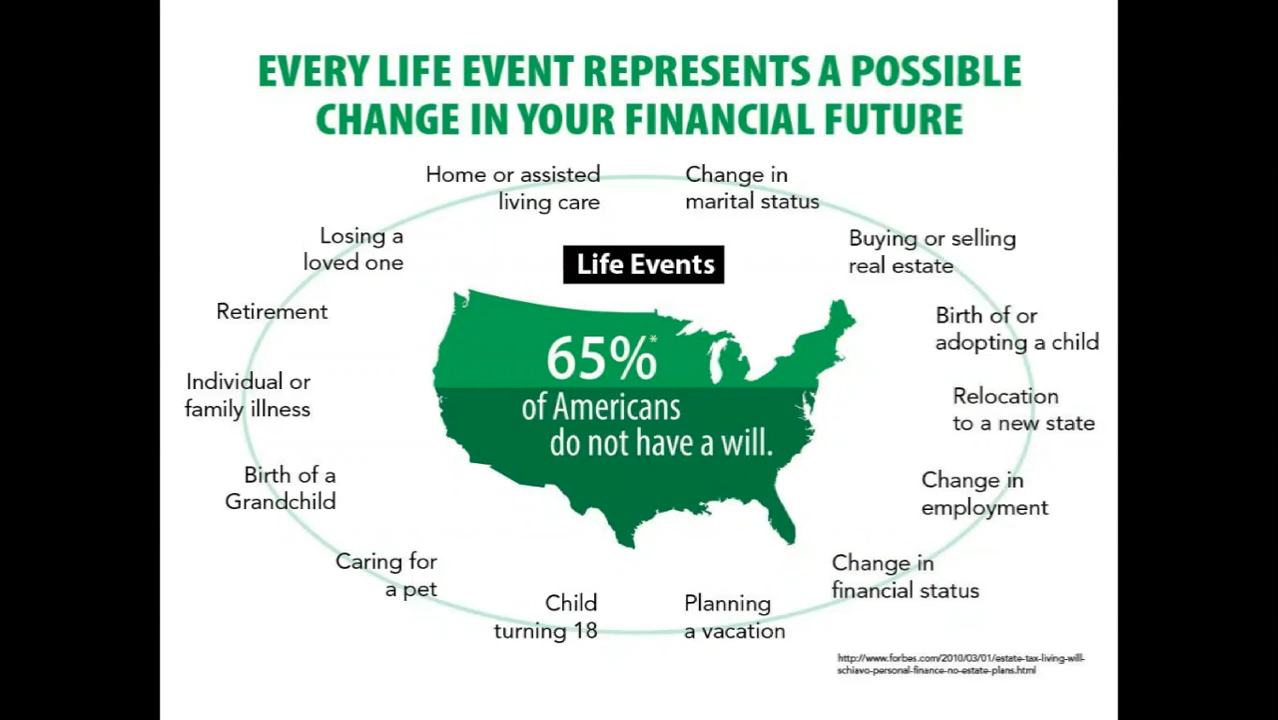 EVERY LIFE EVENT REPRESENTS A POSSIBLE
CHANGE IN YOUR FINANCIAL FUTURE
Home or assisted
living care
Change in
marital status
Losing a
loved one
Life Events
Buying or selling
real estate
Retirement
Birth of or
adopting a child
65%*
of Americans
do not have a will.
Individual or
family illness
Relocation
to a new state
Birth of a
Grandchild
Change in
employment
Caring for
a pet
Change in
financial status
Child
turning 18
Planning
a vacation
http://www.forbes.com/2010/03/01/estate-tax-living-will-
schiavo-personal-finance-no-estate-plans.html